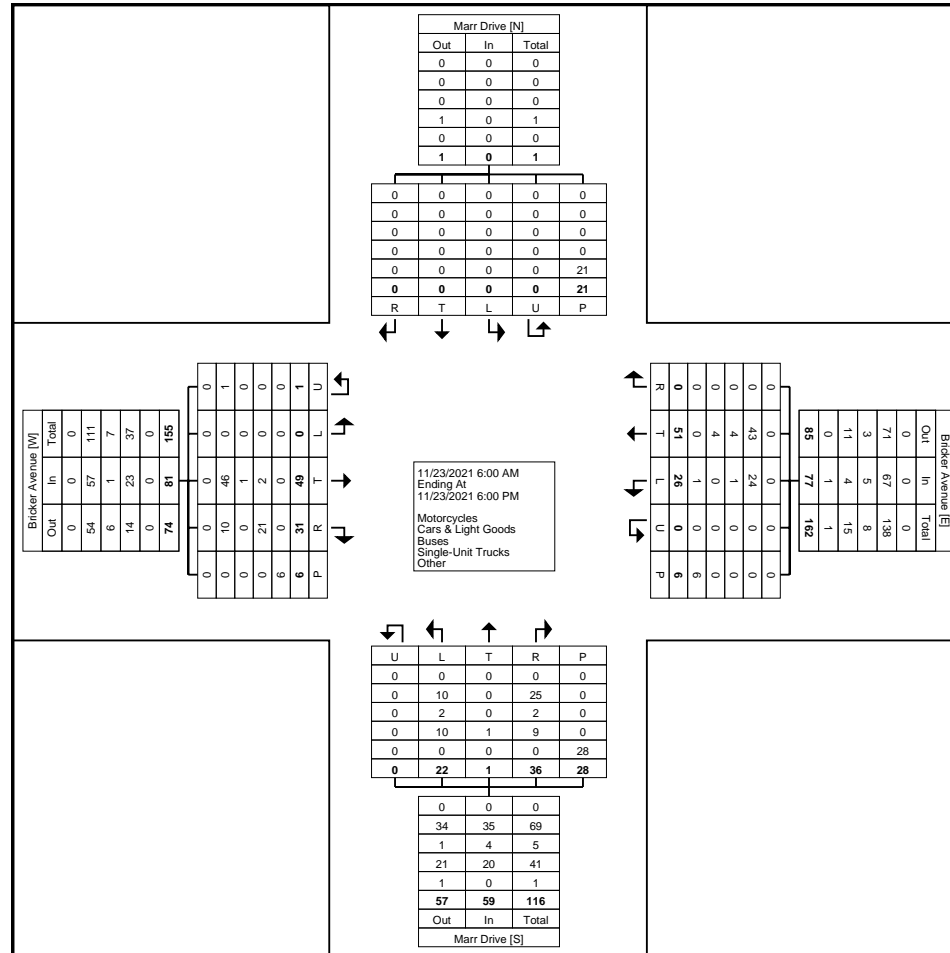 Marr Drive [N]
Out In Total
0 0 0
0 0 0
0 0 0
1 0 1
0 0 0
1 0 1
0 0 0 0 0
0 0 0 0 0
0 0 0 0 0
0 0 0 0 0
0 0 0 0 21
0 0 0 0 21
R T L U P
Bricker Avenue [W]
Out In Total
0 0 0
54 57 111
6 1 7
14 23 37
0 0 0
74 81 155
0 0 0 0 0
0 10 46 0 1
0 0 1 0 0
0 21 2 0 0
6 0 0 0 0
6 31 49 0 1
P R T L U
11/23/2021 6:00 AM
Ending At
11/23/2021 6:00 PM
Motorcycles
Cars & Light Goods
Buses
Single-Unit Trucks
Other
Bricker Avenue [E]
Out In Total
0 0 0
71 67 138
3 5 8
11 4 15
0 1 1
85 77 162
0 0 0 0 0
0 43 24 0 0
0 4 0 0 0
0 4 1 0 0
0 0 1 0 6
0 51 26 0 6
R T L U P
U L T R P
0 0 0 0 0
0 10 0 25 0
0 2 0 2 0
0 10 1 9 0
0 0 0 0 28
0 22 1 36 28
0 0 0
34 35 69
1 4 5
21 20 41
1 0 1
57 59 116
Out In Total
Marr Drive [S]